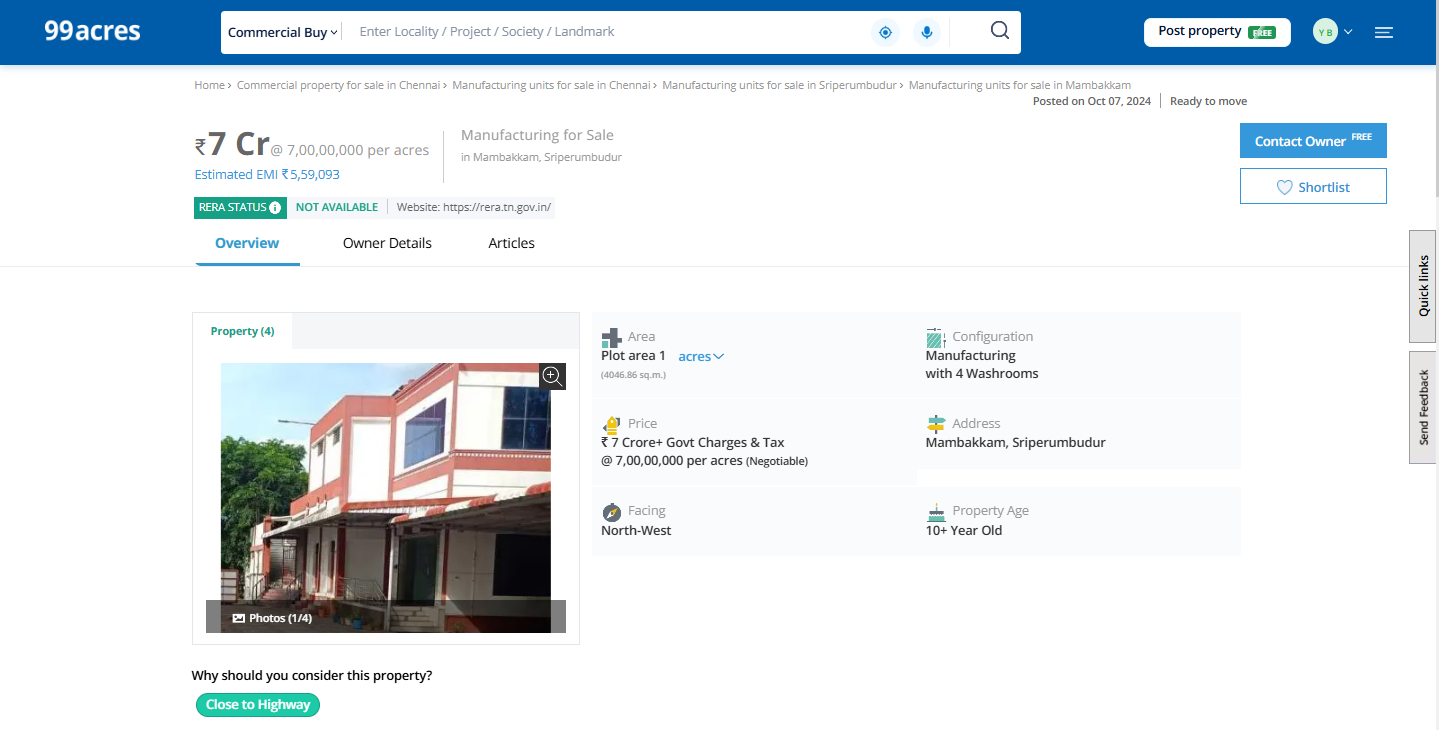 99acres
Commercial Buy
Enter Locality / Project / Society / Landmark
Post property FREE
Y B
Home › Commercial property for sale in Chennai › Manufacturing units for sale in Chennai › Manufacturing units for sale in Sriperumbudur › Manufacturing units for sale in Mambakkam
Posted on Oct 07, 2024 | Ready to move
₹7 Cr @ 7,00,00,000 per acres
Estimated EMI ₹5,59,093
Manufacturing for Sale
in Mambakkam, Sriperumbudur
Contact Owner FREE
Shortlist
RERA STATUS i NOT AVAILABLE | Website: https://rera.tn.gov.in/
Overview
Owner Details
Articles
Quick links
Send Feedback
Property (4)
Photos (1/4)
Area
Plot area 1 acres
(4046.86 sq.m.)
Configuration
Manufacturing
with 4 Washrooms
Price
₹ 7 Crore+ Govt Charges & Tax
@ 7,00,00,000 per acres (Negotiable)
Address
Mambakkam, Sriperumbudur
Facing
North-West
Property Age
10+ Year Old
Why should you consider this property?
Close to Highway